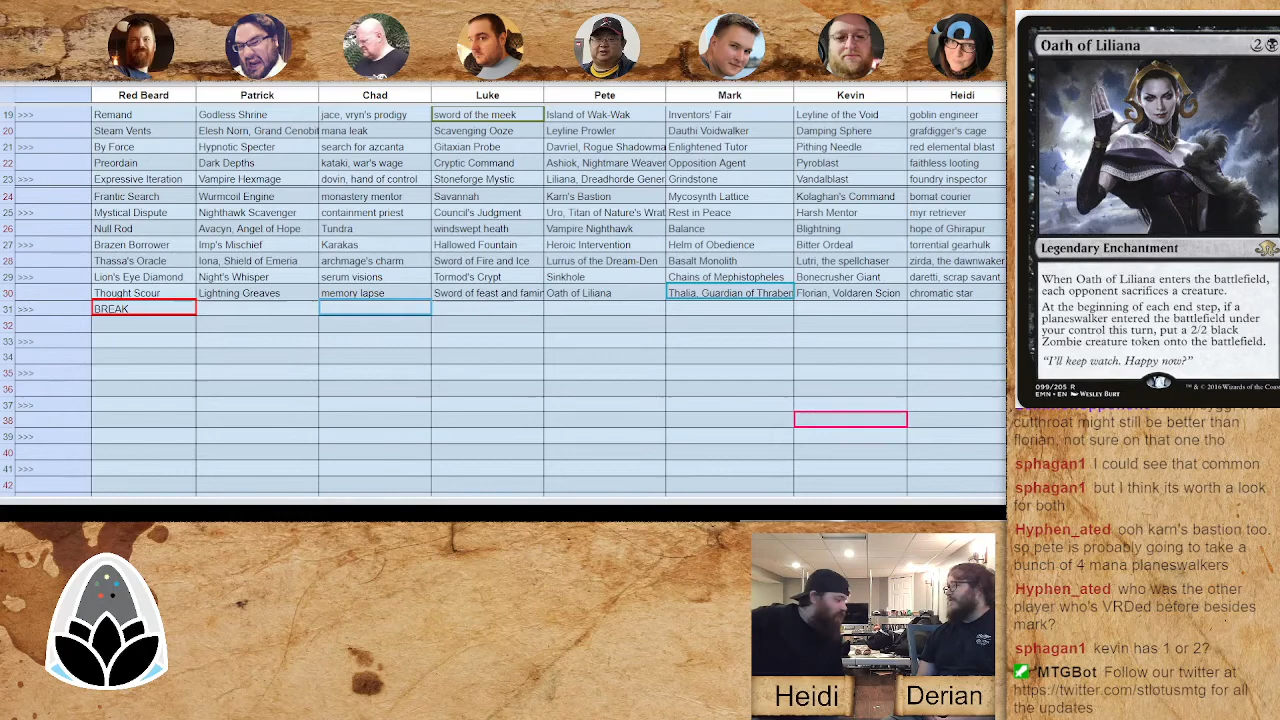 Red Beard Patrick Chad Luke Pete Mark Kevin Heidi
19 >>> Remand Godless Shrine jace, vryn's prodigy sword of the meek Island of Wak-Wak Inventors' Fair Leyline of the Void goblin engineer
20 Steam Vents Elesh Norn, Grand Cenobit mana leak Scavenging Ooze Leyline Prowler Dauthi Voidwalker Damping Sphere grafdigger's cage
21 >>> By Force Hypnotic Specter search for azcanta Gitaxian Probe Davriel, Rogue Shadowma Enlightened Tutor Pithing Needle red elemental blast
22 Preordain Dark Depths kataki, war's wage Cryptic Command Ashiok, Nightmare Weaver Opposition Agent Pyroblast faithless looting
23 >>> Expressive Iteration Vampire Hexmage ervin, hand of control Stoneforge Mystic Liliana, Dreadhorde Gener Grindstone Vandalblast foundry inspector
24 Frantic Search Wurmcoil Engine monastery mentor Savannah Karn's Bastion Mycosynth Lattice Kolaghan's Command bomat courier
25 >>> Mystical Dispute Nighthawk Scavenger containment priest Council's Judgment Uro, Titan of Nature's Wrat Rest in Peace Harsh Mentor myr retriever
26 Null Rod Avacyn, Angel of Hope Tundra windswept heath Vampire Nighthawk Balance Blightning hope of Ghirapur
27 >>> Brazen Borrower Imp's Mischief Karakas Hallowed Fountain Heroic Intervention Helm of Obedience Bitter Ordeal torrential gearhulk
28 Thassa's Oracle Iona, Shield of Emeria archmage's charm Sword of Fire and Ice Lurrus of the Dream-Den Basalt Monolith Lutri, the spellchaser zirda, the dawnwaker
29 >>> Lion's Eye Diamond Night's Whisper serum visions Tormod's Crypt Sinkhole Chains of Mephistopheles Bonecrusher Giant daretti, scrap savant
30 Thought Scour Lightning Greaves memory lapse Sword of feast and famin Oath of Liliana Thalia, Guardian of Thraben Florian, Voldaren Scion chromatic star
31 >>> BREAK
32
33 >>>
34
35 >>>
36
37 >>>
38
39 >>>
40
41 >>>
42
Oath of Liliana 2
Legendary Enchantment
When Oath of Liliana enters the battlefield,
each opponent sacrifices a creature.
At the beginning of each end step, if a
planeswalker entered the battlefield under
your control this turn, put a 2/2 black
Zombie creature token onto the battlefield.
"I'll keep watch. Happy now?"
099/205 R
EMN • EN Wesley Burt ™ & © 2016 Wizards of the Coas
cutthroat might still be better than
florian, not sure on that one tho
sphagan1 I could see that common
sphagan1 but I think its worth a look
for both
Hyphen_ated ooh karn's bastion too.
so pete is probably going to take a
bunch of 4 mana planeswalkers
Hyphen_ated who was the other
player who's VRDed before besides
mark?
sphagan1 kevin has 1 or 2?
MTGBot Follow our twitter at
https://twitter.com/stlotusmtg for all
the updates
Heidi
Derian